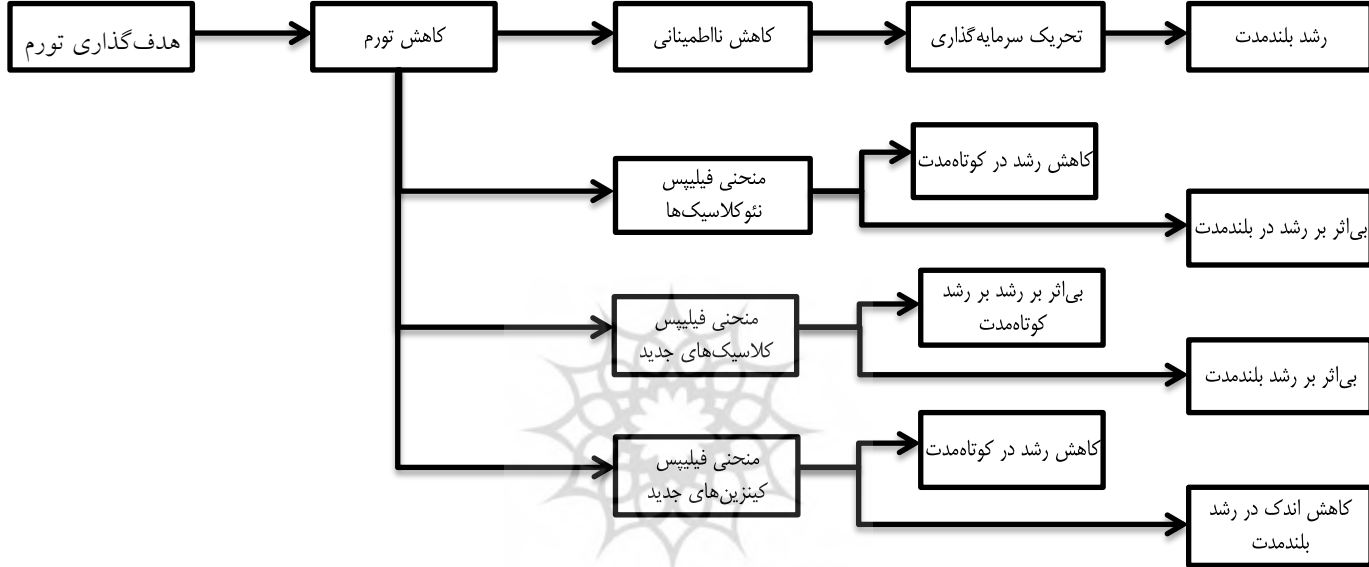 هدف‌گذاری تورم
کاهش تورم
کاهش نااطمینانی
تحریک سرمایه‌گذاری
رشد بلندمدت
منحنی فیلیپس
نئوکلاسیک‌ها
کاهش رشد در کوتاه‌مدت
بی‌اثر بر رشد در بلندمدت
منحنی فیلیپس
کلاسیک‌های جدید
بی‌اثر بر رشد بر رشد
کوتاه‌مدت
بی‌اثر بر رشد بلندمدت
منحنی فیلیپس
کینزین‌های جدید
کاهش رشد در کوتاه‌مدت
کاهش اندک در رشد
بلندمدت